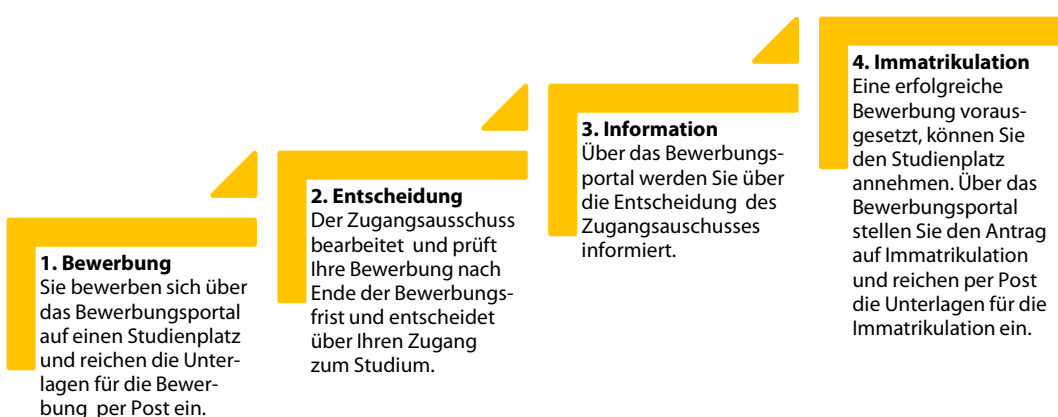 1. Bewerbung
Sie bewerben sich über
das Bewerbungsportal
auf einen Studienplatz
und reichen die Unter-
lagen für die Bewer-
bung per Post ein.
2. Entscheidung
Der Zugangsausschuss
bearbeitet und prüft
Ihre Bewerbung nach
Ende der Bewerbungs-
frist und entscheidet
über Ihren Zugang
zum Studium.
3. Information
Über das Bewerbungs-
portal werden Sie über
die Entscheidung des
Zugangsauschusses
informiert.
4. Immatrikulation
Eine erfolgreiche
Bewerbung voraus-
gesetzt, können Sie
den Studienplatz
annehmen. Über das
Bewerbungsportal
stellen Sie den Antrag
auf Immatrikulation
und reichen per Post
die Unterlagen für die
Immatrikulation ein.